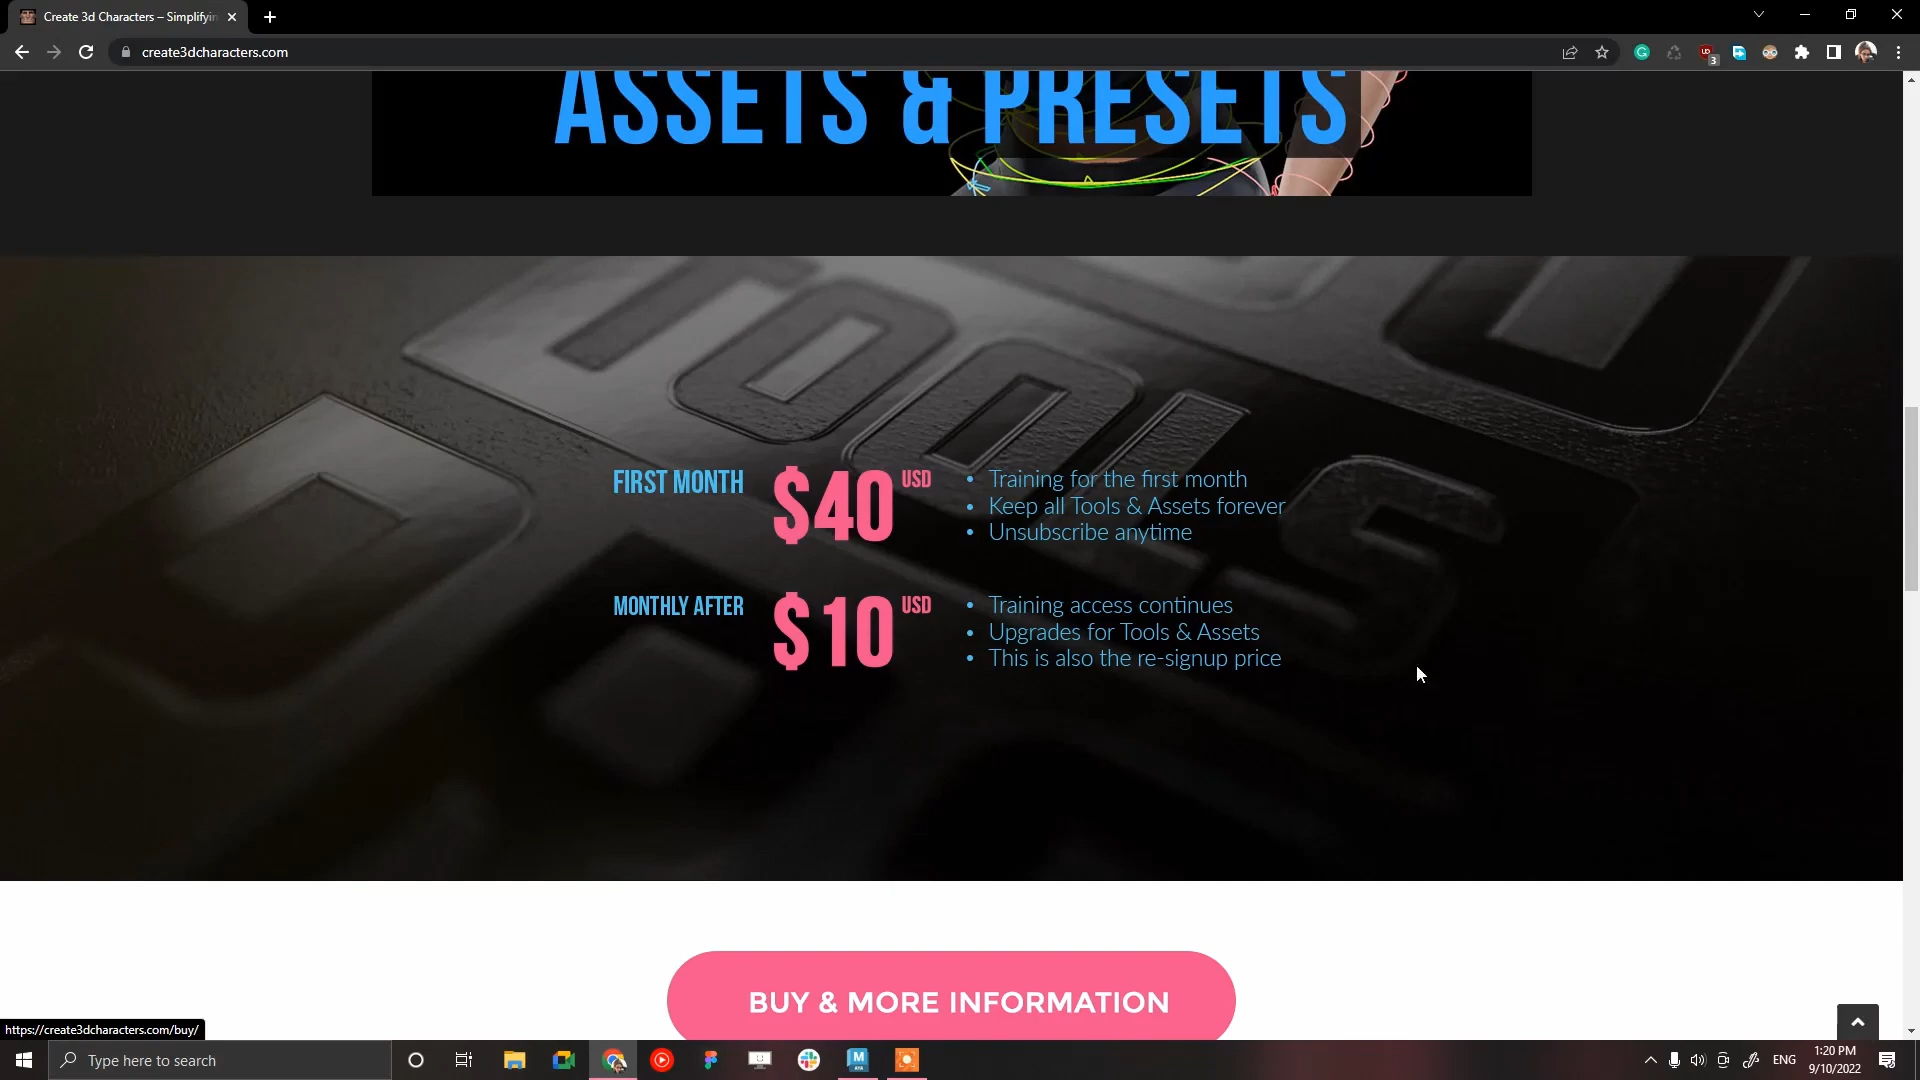 Create 3d Characters – Simplifyin
create3dcharacters.com
3
ASSETS & PRESETS
TOOLS
FIRST MONTH
$40 USD
• Training for the first month
• Keep all Tools & Assets forever
• Unsubscribe anytime
MONTHLY AFTER
$10 USD
• Training access continues
• Upgrades for Tools & Assets
• This is also the re-signup price
BUY & MORE INFORMATION
https://create3dcharacters.com/buy/
Type here to search
M
ENG
1:20 PM
9/10/2022